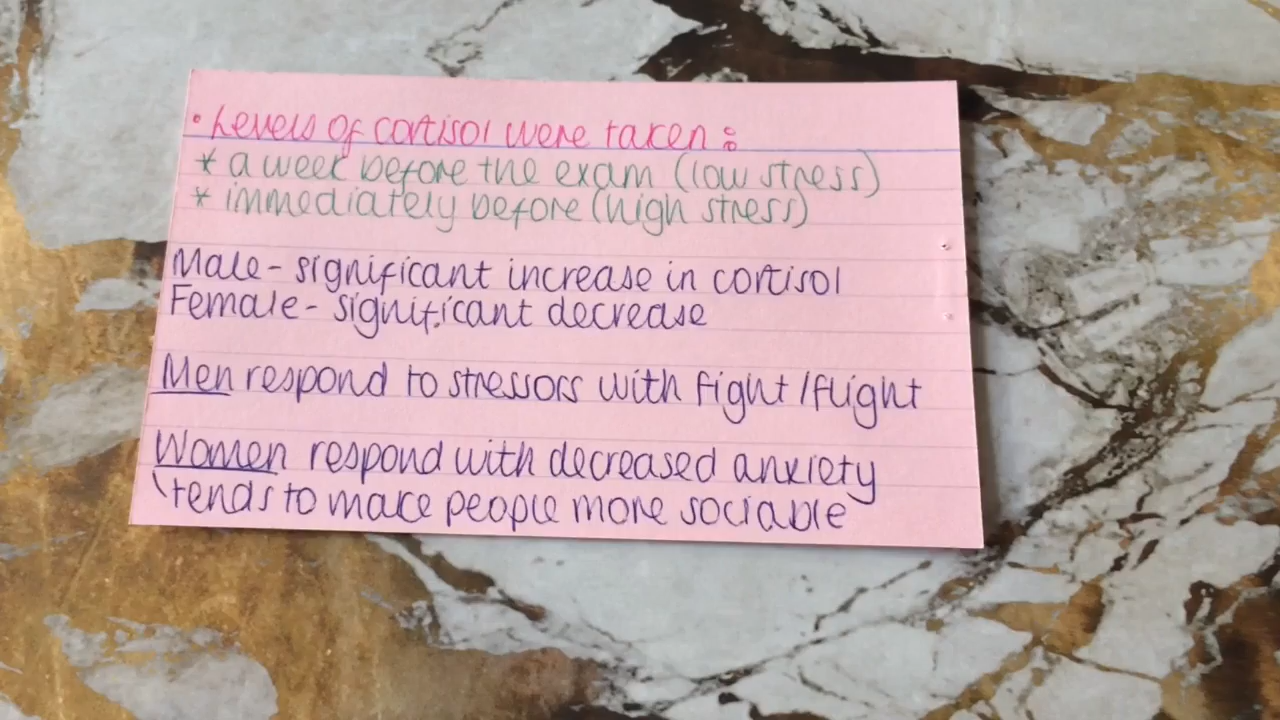 • Levels of cortisol were taken :
* a week before the exam (low stress)
* immediately before (high stress)
Male - significant increase in cortisol
Female - significant decrease
Men respond to stressors with fight/flight
Women respond with decreased anxiety
\tends to make people more sociable